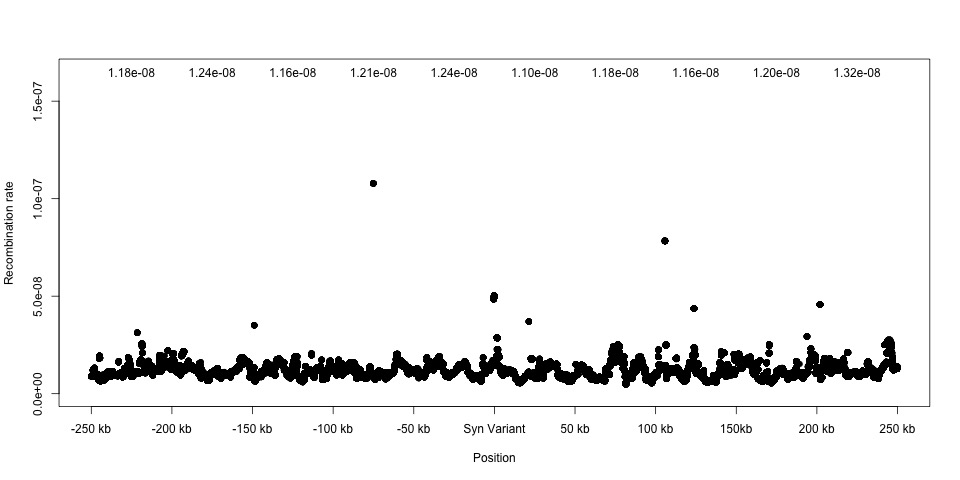 1.18e-08 1.24e-08 1.16e-08 1.21e-08 1.24e-08 1.10e-08 1.18e-08 1.16e-08 1.20e-08 1.32e-08
1.5e-07
1.0e-07
Recombination rate
5.0e-08
0.0e+00
-250 kb -200 kb -150 kb -100 kb -50 kb Syn Variant 50 kb 100 kb 150kb 200 kb 250 kb
Position